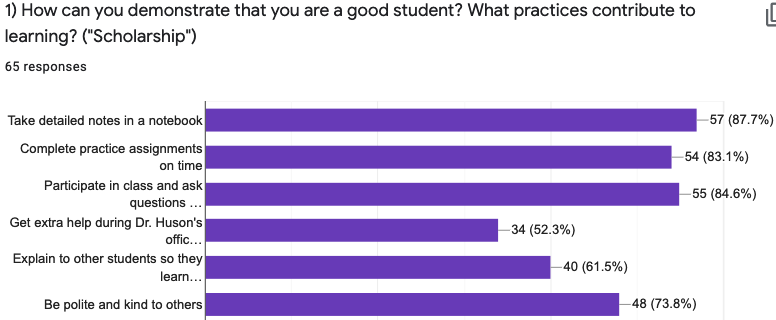 1) How can you demonstrate that you are a good student? What practices contribute to
learning? ("Scholarship")
65 responses
Take detailed notes in a notebook
57 (87.7%)
Complete practice assignments
on time
54 (83.1%)
Participate in class and ask
questions …
55 (84.6%)
Get extra help during Dr. Huson's
offic…
34 (52.3%)
Explain to other students so they
learn…
40 (61.5%)
Be polite and kind to others
48 (73.8%)